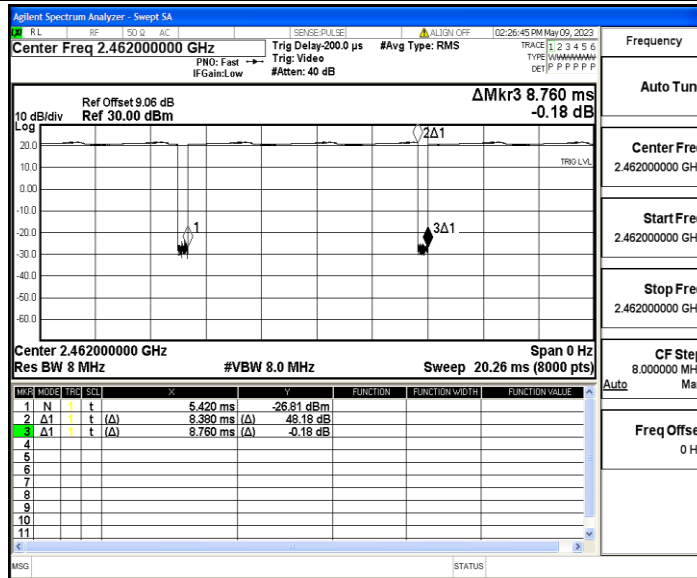 Agilent Spectrum Analyzer - Swept SA
RL RF 50 Ω AC SENSE:PULSE ALIGN OFF 02:26:45 PM May 09, 2023
Center Freq 2.462000000 GHz Trig Delay-200.0 µs #Avg Type: RMS TRACE 1 2 3 4 5 6
PNO: Fast Trig: Video TYPE WWWWWW
IFGain:Low #Atten: 40 dB DET P P P P P P
ΔMkr3 8.760 ms
Ref Offset 9.06 dB
10 dB/div Ref 30.00 dBm -0.18 dB
Log
2Δ1
20.0
TRIG LVL
10.0
0.00
-10.0
1 3Δ1
-20.0
-30.0
-40.0
-50.0
-60.0
Center 2.462000000 GHz Span 0 Hz
Res BW 8 MHz #VBW 8.0 MHz Sweep 20.26 ms (8000 pts)
MKR MODE TRC SCL X Y FUNCTION FUNCTION WIDTH FUNCTION VALUE
1 N 1 t 5.420 ms -26.81 dBm
2 Δ1 1 t (Δ) 8.380 ms (Δ) 48.18 dB
3 Δ1 1 t (Δ) 8.760 ms (Δ) -0.18 dB
4
5
6
7
8
9
10
11
MSG STATUS
Frequency
Auto Tun
Center Fre
2.462000000 GH
Start Fre
2.462000000 GH
Stop Fre
2.462000000 GH
CF Step
8.000000 MH
Auto Ma
Freq Offse
0 H